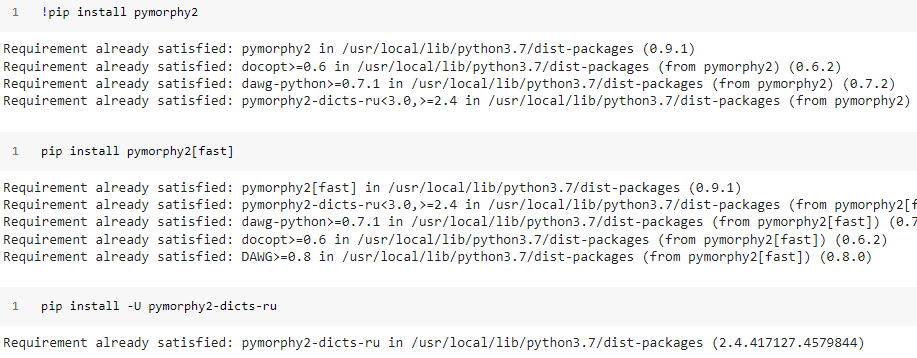 1 !pip install pymorphy2
Requirement already satisfied: pymorphy2 in /usr/local/lib/python3.7/dist-packages (0.9.1)
Requirement already satisfied: docopt>=0.6 in /usr/local/lib/python3.7/dist-packages (from pymorphy2) (0.6.2)
Requirement already satisfied: dawg-python>=0.7.1 in /usr/local/lib/python3.7/dist-packages (from pymorphy2) (0.7.2)
Requirement already satisfied: pymorphy2-dicts-ru<3.0,>=2.4 in /usr/local/lib/python3.7/dist-packages (from pymorphy2)
1 pip install pymorphy2[fast]
Requirement already satisfied: pymorphy2[fast] in /usr/local/lib/python3.7/dist-packages (0.9.1)
Requirement already satisfied: pymorphy2-dicts-ru<3.0,>=2.4 in /usr/local/lib/python3.7/dist-packages (from pymorphy2[f
Requirement already satisfied: dawg-python>=0.7.1 in /usr/local/lib/python3.7/dist-packages (from pymorphy2[fast]) (0.7
Requirement already satisfied: docopt>=0.6 in /usr/local/lib/python3.7/dist-packages (from pymorphy2[fast]) (0.6.2)
Requirement already satisfied: DAWG>=0.8 in /usr/local/lib/python3.7/dist-packages (from pymorphy2[fast]) (0.8.0)
1 pip install -U pymorphy2-dicts-ru
Requirement already satisfied: pymorphy2-dicts-ru in /usr/local/lib/python3.7/dist-packages (2.4.417127.4579844)